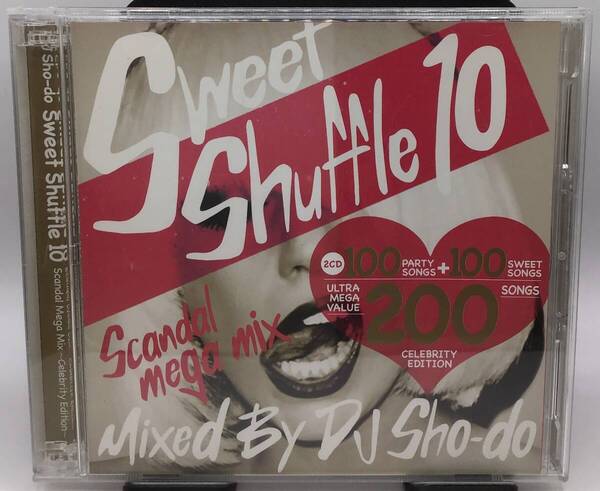 Sweet
Shuffle 10
2CD 100 PARTY SONGS + 100 SWEET SONGS
ULTRA MEGA VALUE 200 SONGS
CELEBRITY EDITION
Scandal
mega mix
Mixed By DJ Sho-do
Sho-do Sweet Shuffle 10
Scandal Mega Mix ~Celebrity Edition~